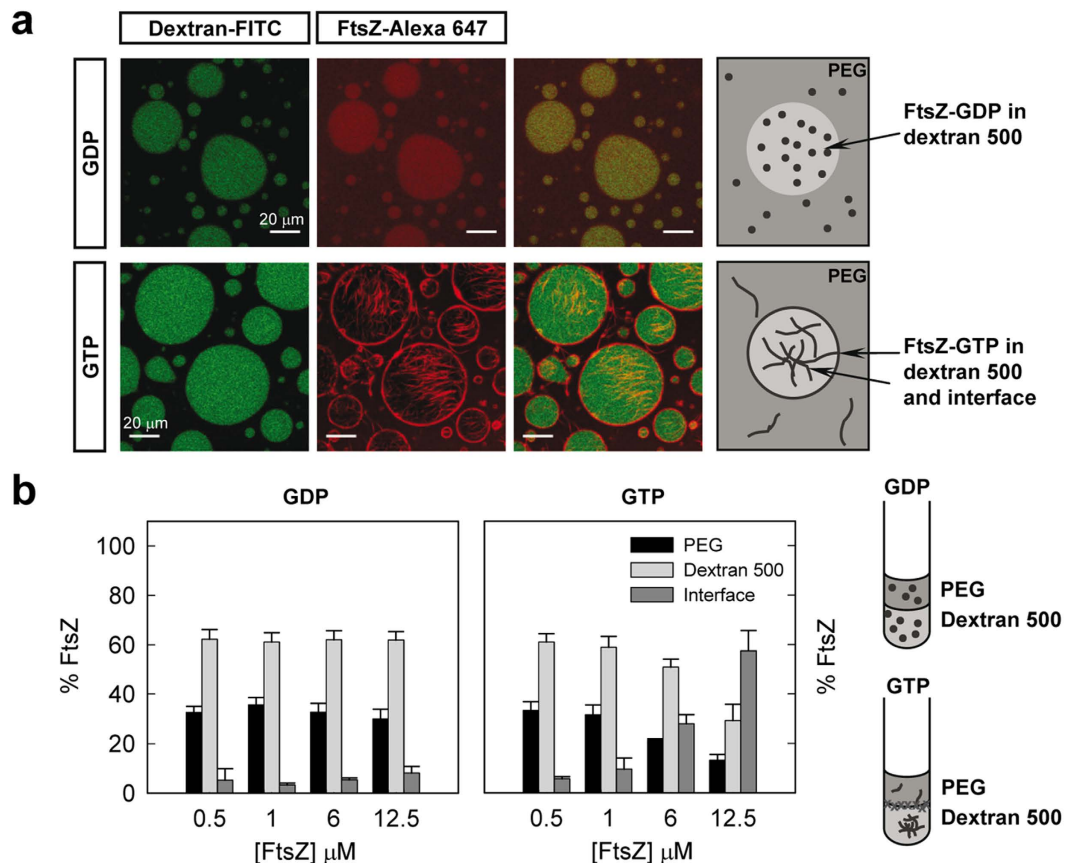 a
Dextran-FITC
FtsZ-Alexa 647
GDP
20 μm
PEG
FtsZ-GDP in
dextran 500
GTP
20 μm
PEG
FtsZ-GTP in
dextran 500
and interface
b
GDP
GTP
% FtsZ
100
80
60
40
20
0
0.5
1
6
12.5
[FtsZ] μM
PEG
Dextran 500
Interface
0.5
1
6
12.5
[FtsZ] μM
% FtsZ
GDP
PEG
Dextran 500
GTP
PEG
Dextran 500